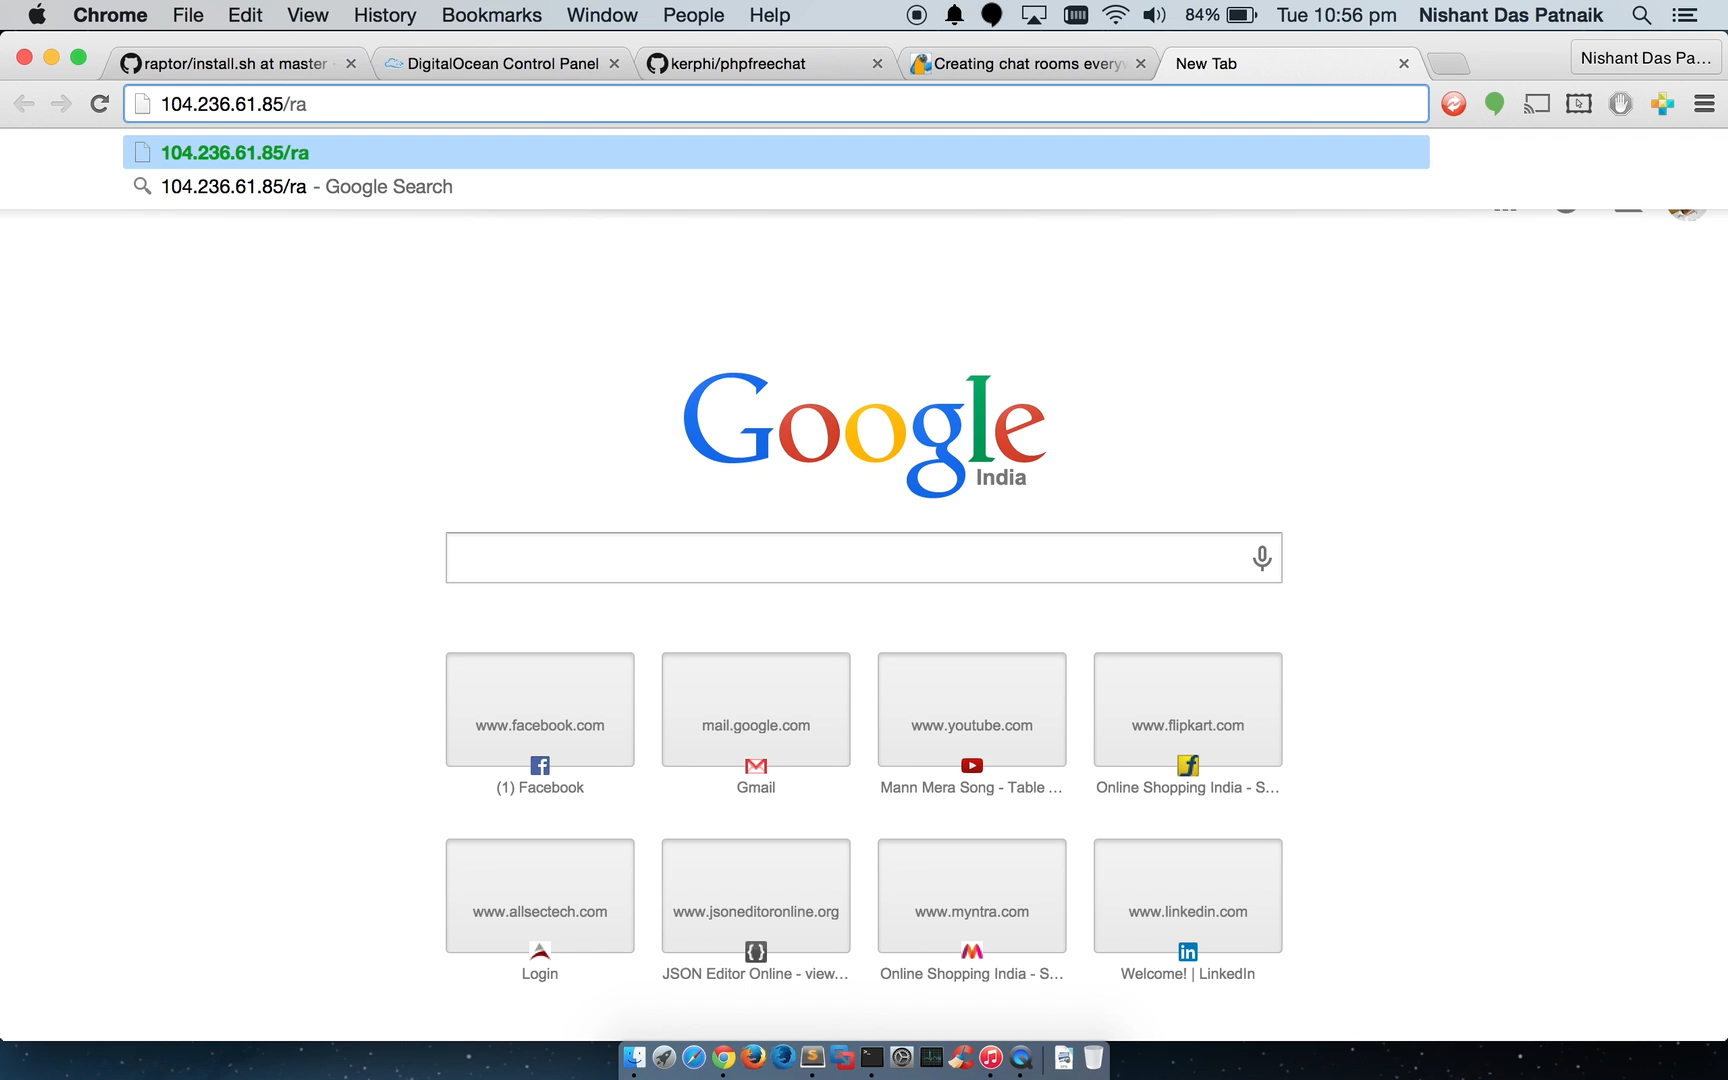 Chrome File Edit View History Bookmarks Window People Help 84% Tue 10:56 pm Nishant Das Patnaik
raptor/install.sh at master DigitalOcean Control Panel kerphi/phpfreechat Creating chat rooms everyv New Tab Nishant Das Pa...
104.236.61.85/ra
104.236.61.85/ra
104.236.61.85/ra - Google Search
Google
India
www.facebook.com mail.google.com www.youtube.com www.flipkart.com
(1) Facebook Gmail Mann Mera Song - Table ... Online Shopping India - S...
www.allsectech.com www.jsoneditoronline.org www.myntra.com www.linkedin.com
Login JSON Editor Online - view... Online Shopping India - S... Welcome! | LinkedIn